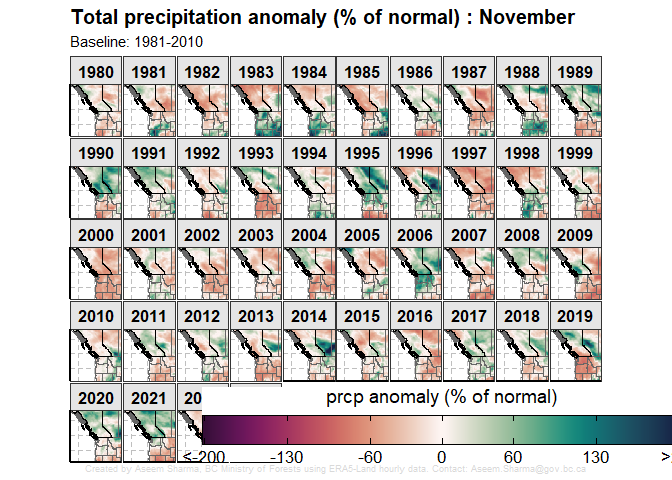 Total precipitation anomaly (% of normal) : November
Baseline: 1981-2010
1980 1981 1982 1983 1984 1985 1986 1987 1988 1989
1990 1991 1992 1993 1994 1995 1996 1997 1998 1999
2000 2001 2002 2003 2004 2005 2006 2007 2008 2009
2010 2011 2012 2013 2014 2015 2016 2017 2018 2019
2020 2021 20
prcp anomaly (% of normal)
<-200 -130 -60 0 60 130 >
Created by Aseem Sharma, BC Ministry of Forests using ERA5-Land hourly data. Contact: Aseem.Sharma@gov.bc.ca